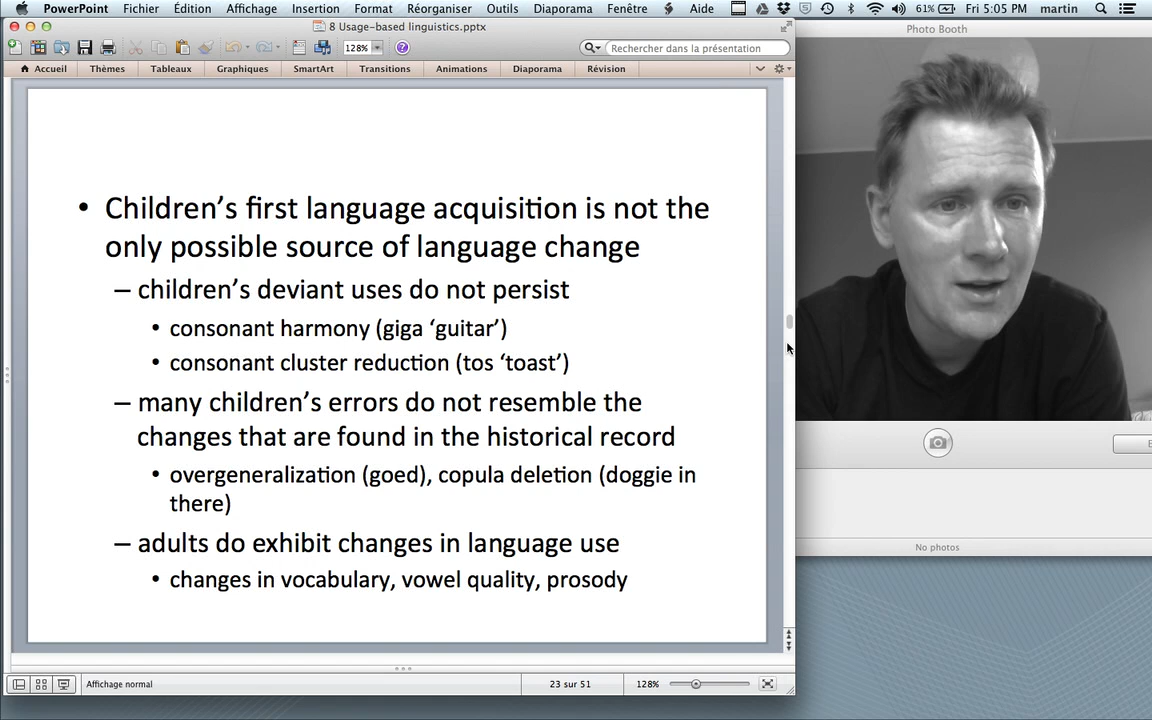 PowerPoint Fichier Édition Affichage Insertion Format Réorganiser Outils Diaporama Fenêtre Aide 61% Fri 5:05 PM martin
8 Usage-based linguistics.pptx
Photo Booth
128% Rechercher dans la présentation
Accueil Thèmes Tableaux Graphiques SmartArt Transitions Animations Diaporama Révision
• Children’s first language acquisition is not the
only possible source of language change
– children’s deviant uses do not persist
• consonant harmony (giga ‘guitar’)
• consonant cluster reduction (tos ‘toast’)
– many children’s errors do not resemble the
changes that are found in the historical record
• overgeneralization (goed), copula deletion (doggie in
there)
– adults do exhibit changes in language use
• changes in vocabulary, vowel quality, prosody
No photos
Affichage normal 23 sur 51 128%